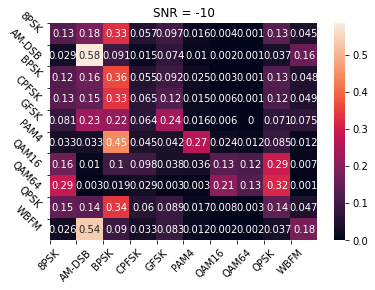 SNR = -10
8PSK 0.13 0.18 0.33 0.057 0.097 0.016 0.004 0.001 0.13 0.045
AM-DSB 0.029 0.58 0.091 0.015 0.074 0.01 0.002 0.001 0.037 0.16
BPSK 0.12 0.16 0.36 0.055 0.092 0.025 0.003 0.001 0.13 0.048
CPFSK 0.13 0.15 0.33 0.065 0.12 0.015 0.006 0.001 0.12 0.049
GFSK 0.081 0.23 0.22 0.064 0.24 0.016 0.006 0 0.071 0.075
PAM4 0.033 0.033 0.45 0.045 0.042 0.27 0.024 0.012 0.085 0.012
QAM16 0.16 0.01 0.1 0.098 0.038 0.036 0.13 0.12 0.29 0.007
QAM64 0.29 0.003 0.019 0.029 0.003 0.003 0.21 0.13 0.32 0.001
QPSK 0.15 0.14 0.34 0.06 0.089 0.017 0.008 0.003 0.14 0.047
WBFM 0.026 0.54 0.09 0.033 0.083 0.012 0.002 0.002 0.037 0.18
8PSK AM-DSB BPSK CPFSK GFSK PAM4 QAM16 QAM64 QPSK WBFM
0.5
0.4
0.3
0.2
0.1
0.0